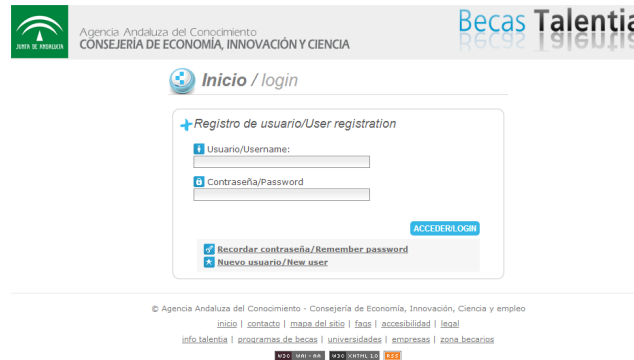 JUNTA DE ANDALUCIA
Agencia Andaluza del Conocimiento
CONSEJERÍA DE ECONOMÍA, INNOVACIÓN Y CIENCIA
Becas Talentia
Inicio / login
Registro de usuario/User registration
Usuario/Username:
Contraseña/Password
ACCEDER/LOGIN
Recordar contraseña/Remember password
Nuevo usuario/New user
© Agencia Andaluza del Conocimiento - Consejería de Economía, Innovación, Ciencia y empleo
inicio | contacto | mapa del sitio | faqs | accesibilidad | legal
info talentia | programas de becas | universidades | empresas | zona becarios
W3C WAI-AA W3C XHTML 1.0 RSS